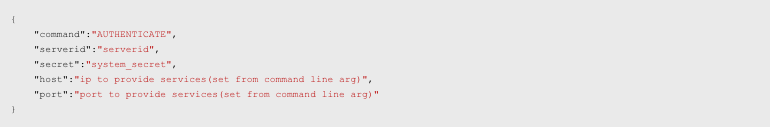 {
    "command":"AUTHENTICATE",
    "serverid":"serverid",
    "secret":"system_secret",
    "host":"ip to provide services(set from command line arg)",
    "port":"port to provide services(set from command line arg)"
}